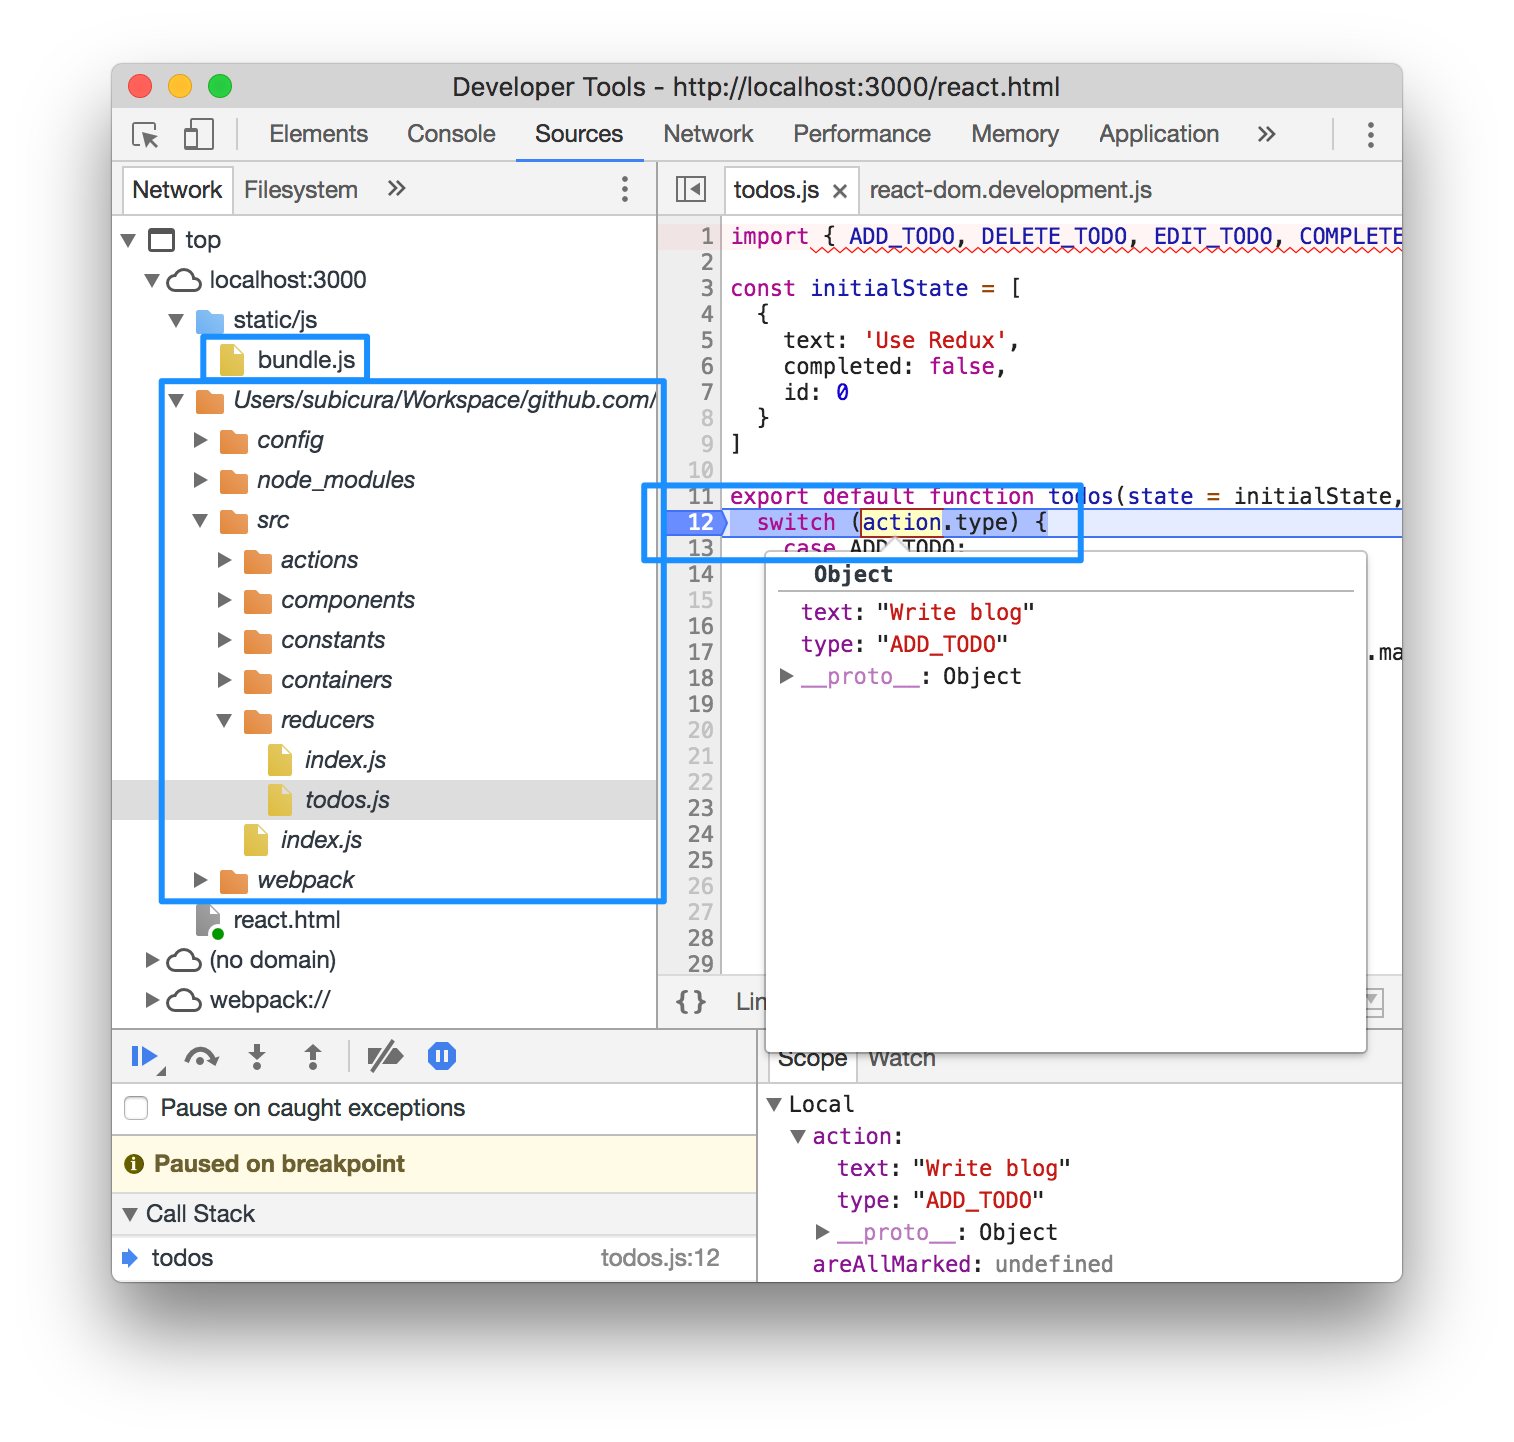 Developer Tools - http://localhost:3000/react.html
Elements Console Sources Network Performance Memory Application »
Network Filesystem »
top
localhost:3000
static/js
bundle.js
Users/subicura/Workspace/github.com/
config
node_modules
src
actions
components
constants
containers
reducers
index.js
todos.js
index.js
webpack
react.html
(no domain)
webpack://
todos.js × react-dom.development.js
1 import { ADD_TODO, DELETE_TODO, EDIT_TODO, COMPLETE
2
3 const initialState = [
4 {
5 text: 'Use Redux',
6 completed: false,
7 id: 0
8 }
9 ]
10
11 export default function todos(state = initialState,
12 switch (action.type) {
13 case ADD_TODO:
14
15
16
17 .ma
18
19
20
21
22
23
24
25
26
27
28
29
Object
text: "Write blog"
type: "ADD_TODO"
__proto__: Object
{} Lin
Pause on caught exceptions
Paused on breakpoint
Call Stack
todos todos.js:12
Scope Watch
Local
action:
text: "Write blog"
type: "ADD_TODO"
__proto__: Object
areAllMarked: undefined